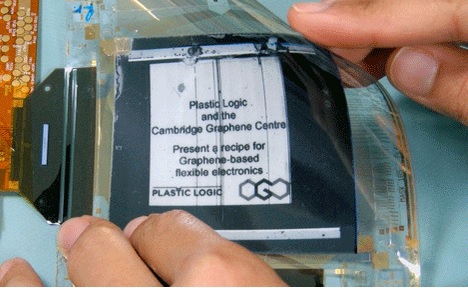 Plastic Logic
and the
Cambridge Graphene Centre
Present a recipe for
Graphene-based
flexible electronics
PLASTIC LOGIC